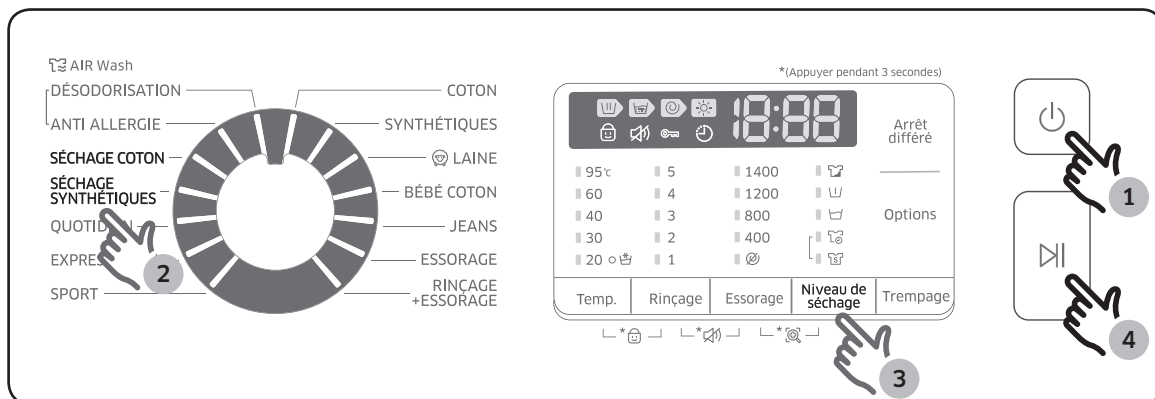 AIR Wash
DÉSODORISATION
ANTI ALLERGIE
SÉCHAGE COTON
SÉCHAGE
SYNTHÉTIQUES
SPORT
COTON
SYNTHÉTIQUES
LAINE
BÉBÉ COTON
JEANS
ESSORAGE
RINÇAGE
+ESSORAGE
2
*(Appuyer pendant 3 secondes)
18:88
Arrêt
différé
95℃ 5 1400
60 4 1200
40 3 800
30 2 400
20 1
Options
Temp. Rinçage Essorage Niveau de
séchage Trempage
* * *
3
1
4